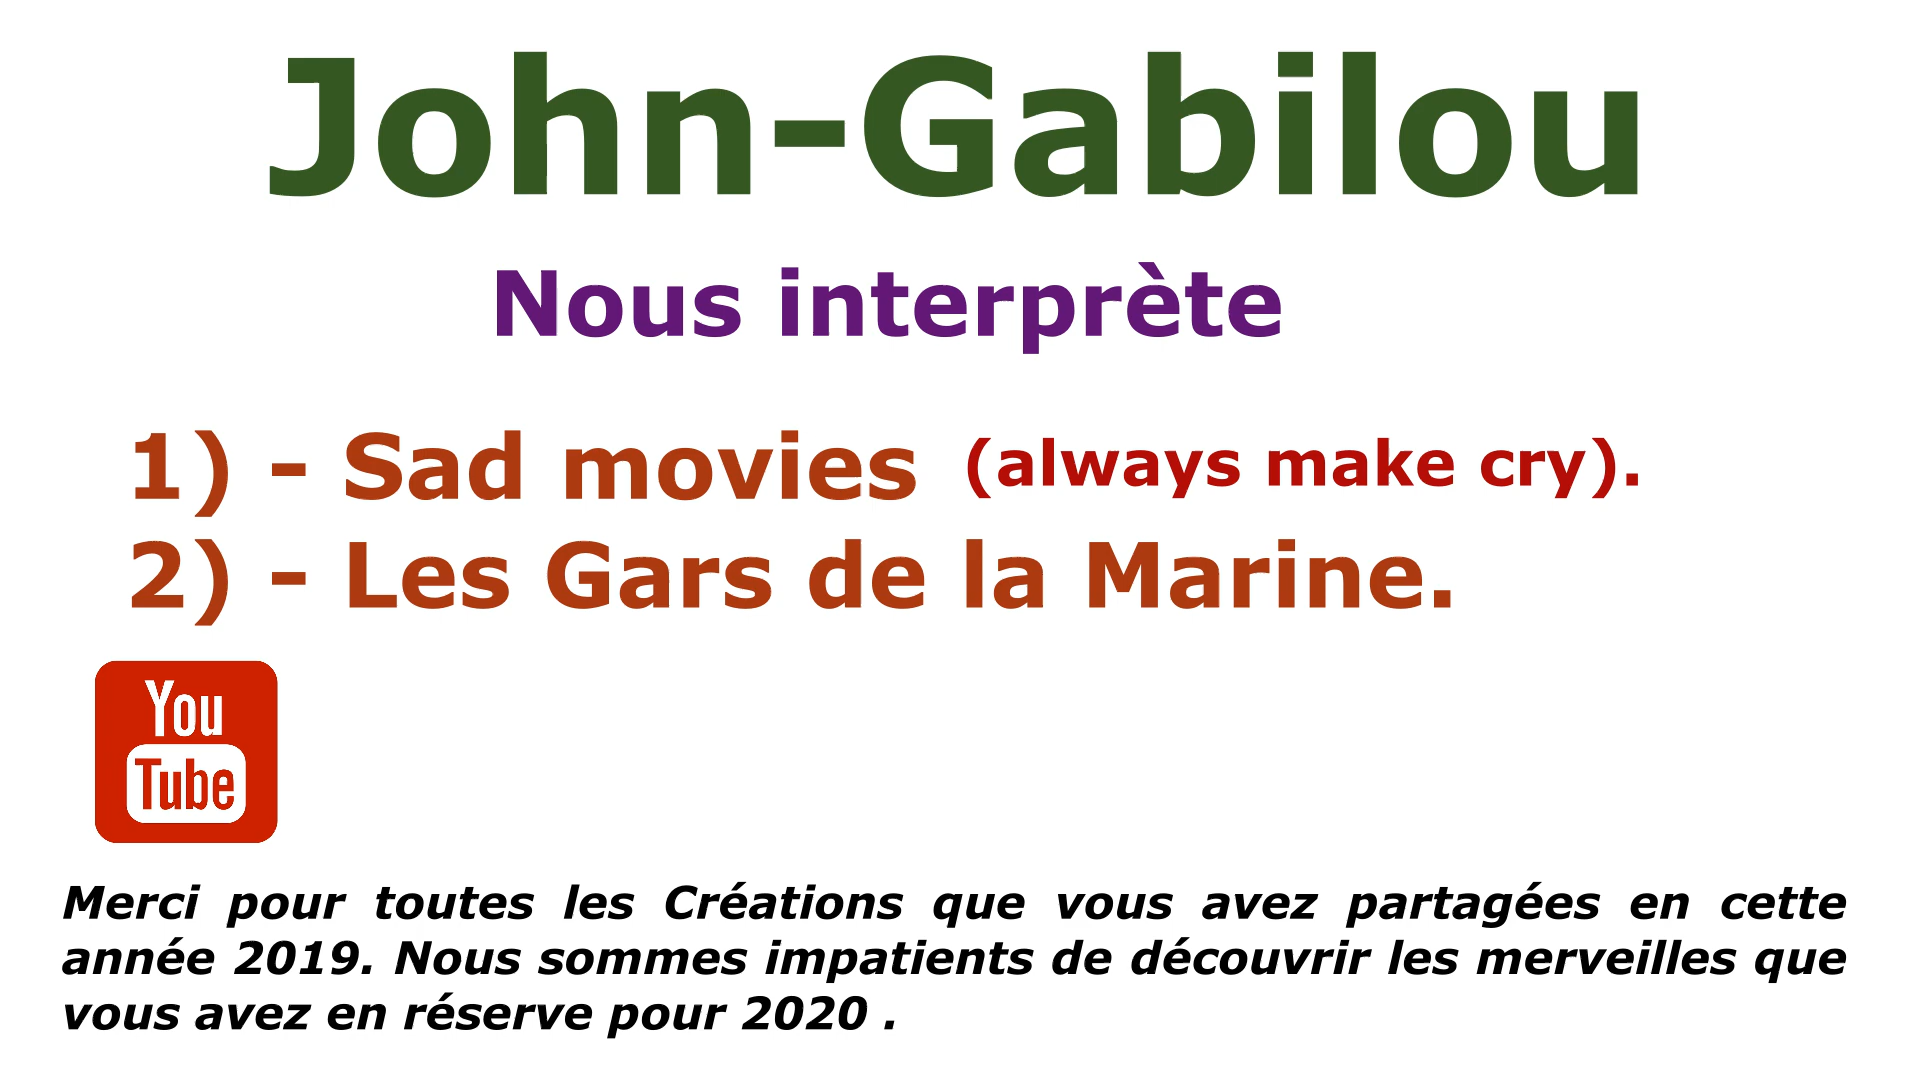 John-Gabilou
Nous interprète
1) - Sad movies (always make cry).
2) - Les Gars de la Marine.
You
Tube
Merci pour toutes les Créations que vous avez partagées en cette
année 2019. Nous sommes impatients de découvrir les merveilles que
vous avez en réserve pour 2020 .